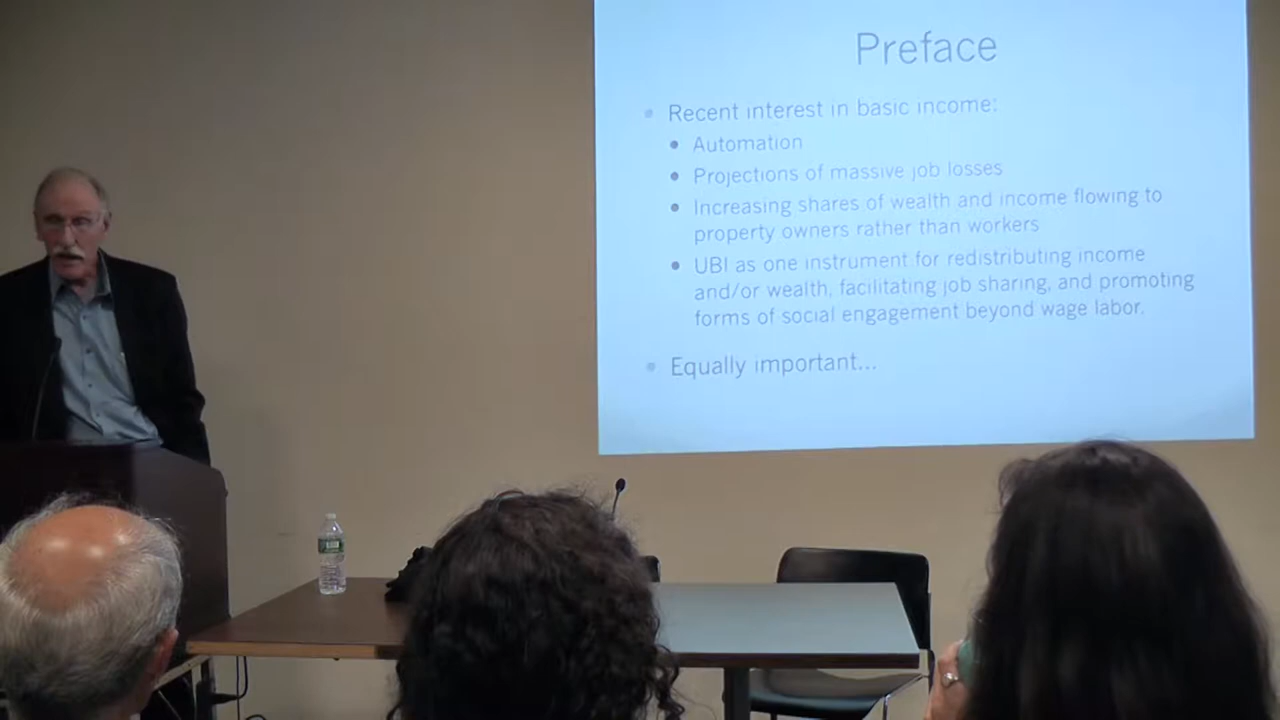 Preface
Recent interest in basic income:
Automation
Projections of massive job losses
Increasing shares of wealth and income flowing to
property owners rather than workers
UBI as one instrument for redistributing income
and/or wealth, facilitating job sharing, and promoting
forms of social engagement beyond wage labor.
Equally important...